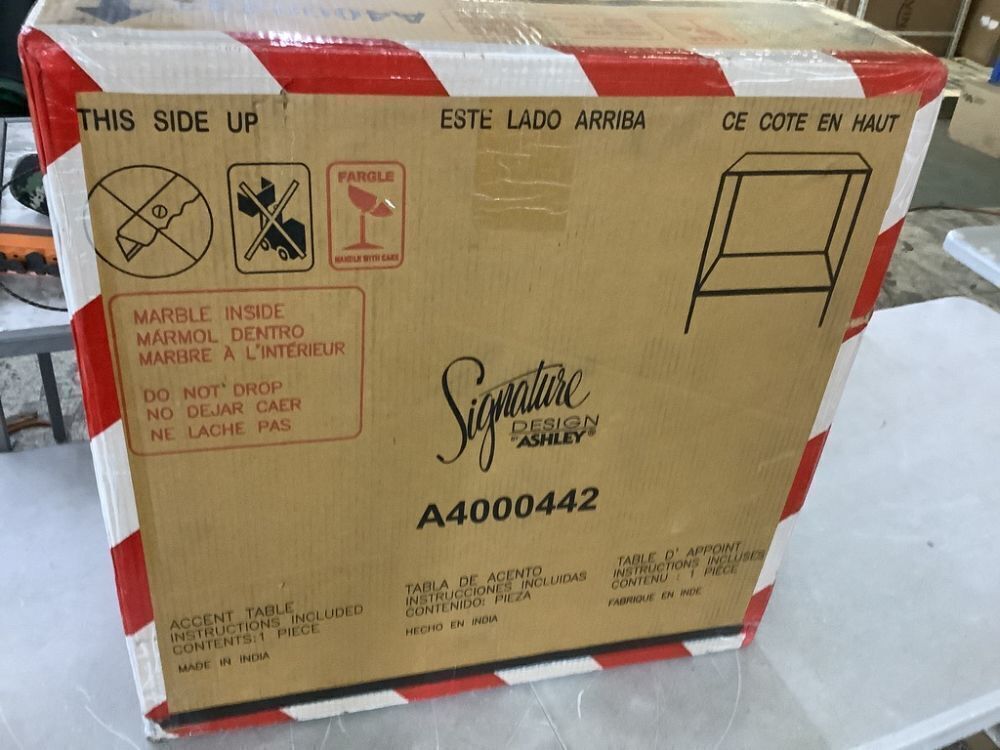 A4000442
THIS SIDE UP
ESTE LADO ARRIBA
CE COTE EN HAUT
FARGLE
HANDLE WITH CARE
MARBLE INSIDE
MÁRMOL DENTRO
MARBRE À L'INTÉRIEUR
DO NOT DROP
NO DEJAR CAER
NE LACHE PAS
Signature
DESIGN
BY ASHLEY®
A4000442
ACCENT TABLE
INSTRUCTIONS INCLUDED
CONTENTS:1 PIECE
MADE IN INDIA
TABLA DE ACENTO
INSTRUCCIONES INCLUIDAS
CONTENIDO: PIEZA
HECHO EN INDIA
TABLE D' APPOINT
INSTRUCTIONS INCLUSES
CONTENU : 1 PIECE
FABRIQUE EN INDE